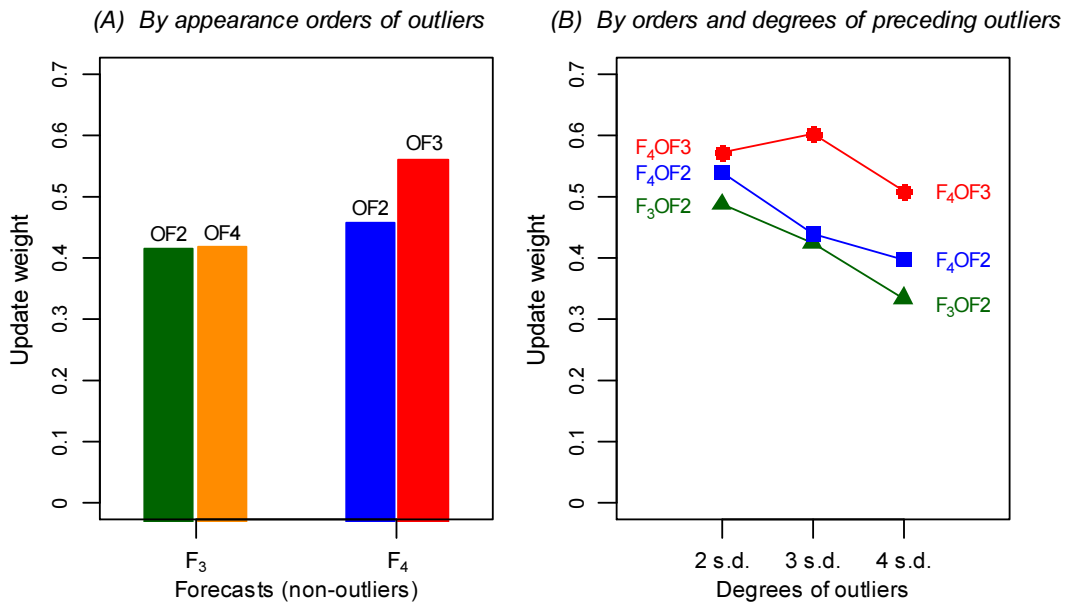 (A) By appearance orders of outliers
0.7
0.6
0.5
0.4
0.3
0.2
0.1
0
Update weight
OF2
OF4
OF2
OF3
F₃
F₄
Forecasts (non-outliers)
(B) By orders and degrees of preceding outliers
0.7
0.6
0.5
0.4
0.3
0.2
0.1
0
Update weight
F₄OF3
F₄OF2
F₃OF2
F₄OF3
F₄OF2
F₃OF2
2 s.d.
3 s.d.
4 s.d.
Degrees of outliers